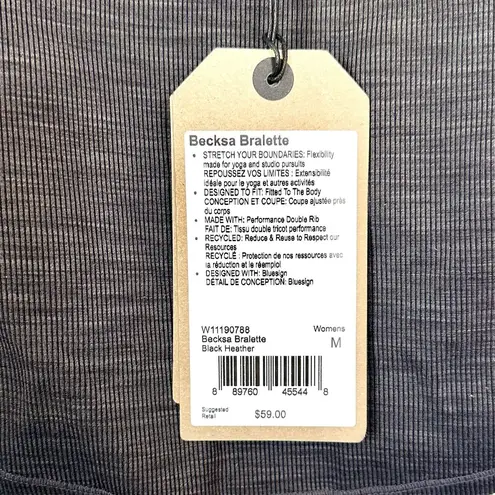 Becksa Bralette
• STRETCH YOUR BOUNDARIES: Flexibility
made for yoga and studio pursuits
REPOUSSEZ VOS LIMITES : Extensibilité
idéale pour le yoga et autres activités
• DESIGNED TO FIT: Fitted To The Body
CONCEPTION ET COUPE: Coupe ajustée près
du corps
• MADE WITH: Performance Double Rib
FAIT DE: Tissu double tricot performance
• RECYCLED: Reduce & Reuse to Respect our
Resources
RECYCLÉ : Protection de nos ressources avec
la réduction et le réemploi
• DESIGNED WITH: Bluesign
DÉTAIL DE CONCEPTION: Bluesign
W11190788 Womens
Becksa Bralette M
Black Heather
8 89760 45544 8
Suggested
Retail $59.00